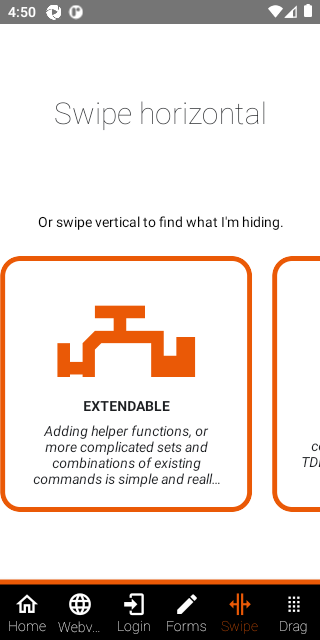 4:50
Swipe horizontal
Or swipe vertical to find what I'm hiding.
EXTENDABLE
Adding helper functions, or
more complicated sets and
combinations of existing
commands is simple and reall...
Home Webv... Login Forms Swipe Drag